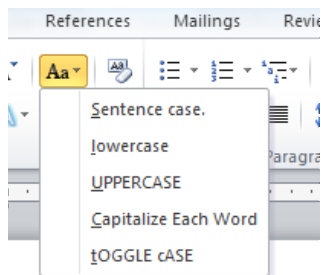 References Mailings Revie
Aa
Sentence case.
lowercase
UPPERCASE
Capitalize Each Word
tOGGLE cASE
Paragra